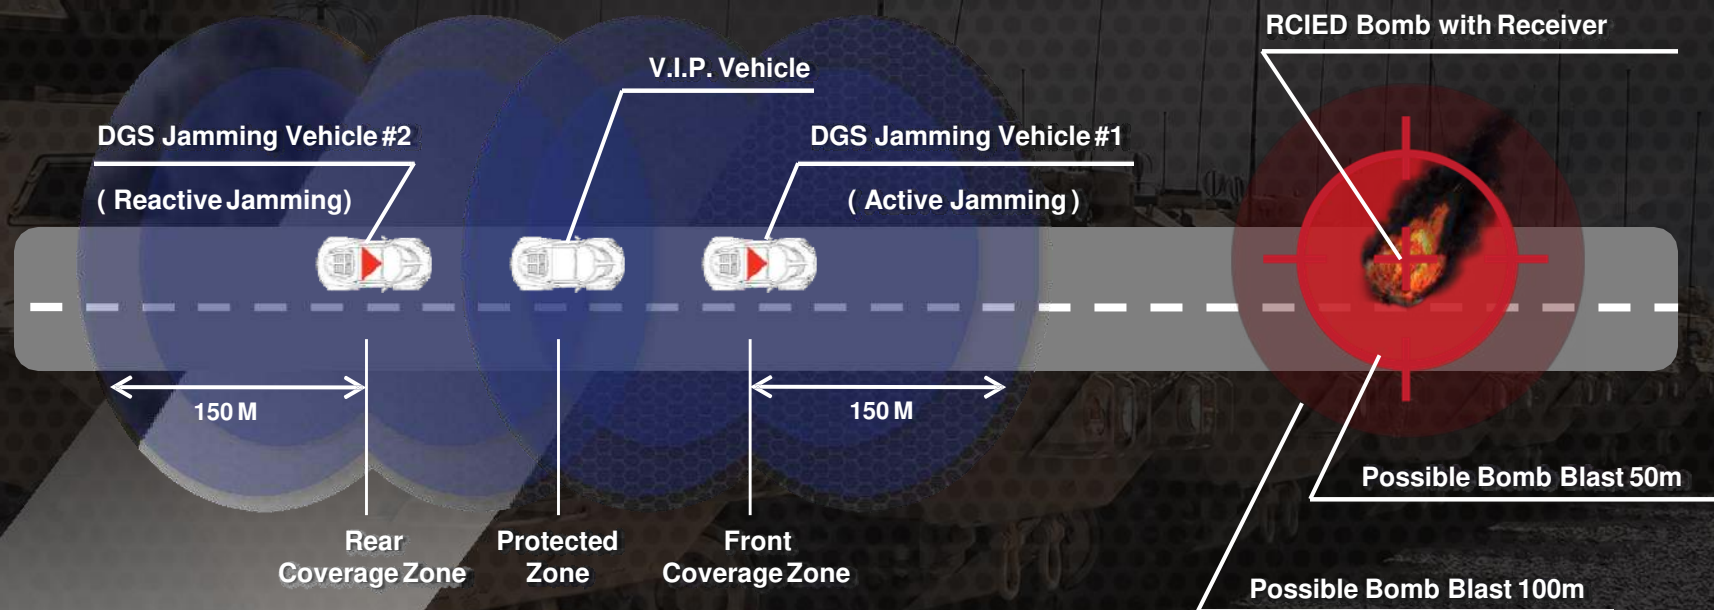 RCIED Bomb with Receiver
V.I.P. Vehicle
DGS Jamming Vehicle #2
( Reactive Jamming)
DGS Jamming Vehicle #1
( Active Jamming )
150 M
150 M
Rear
Coverage Zone
Protected
Zone
Front
Coverage Zone
Possible Bomb Blast 50m
Possible Bomb Blast 100m